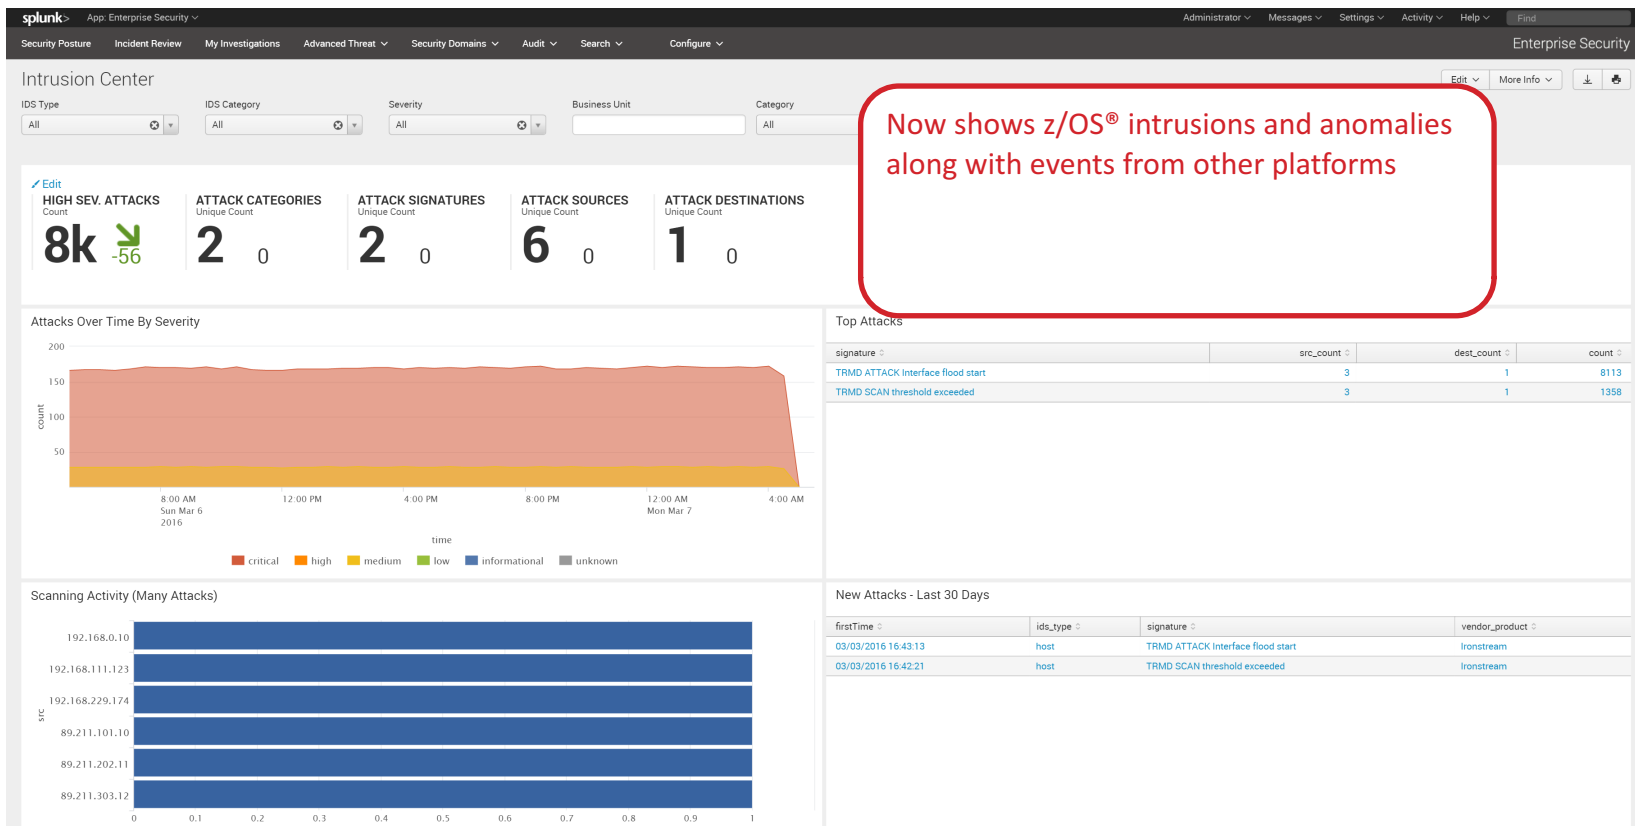 splunk> App: Enterprise Security Administrator Messages Settings Activity Help Find
Security Posture Incident Review My Investigations Advanced Threat Security Domains Audit Search Configure Enterprise Security
Intrusion Center Edit More Info
IDS Type IDS Category Severity Business Unit Category
All All All All
Now shows z/OS® intrusions and anomalies
along with events from other platforms
Edit
HIGH SEV. ATTACKS ATTACK CATEGORIES ATTACK SIGNATURES ATTACK SOURCES ATTACK DESTINATIONS
Count Unique Count Unique Count Unique Count Unique Count
8k -56 2 0 2 0 6 0 1 0
Attacks Over Time By Severity
200
150
100
50
count
8:00 AM 12:00 PM 4:00 PM 8:00 PM 12:00 AM 4:00 AM
Sun Mar 6 Mon Mar 7
2016
time
critical high medium low informational unknown
Top Attacks
signature src_count dest_count count
TRMD ATTACK Interface flood start 3 1 8113
TRMD SCAN threshold exceeded 3 1 1358
Scanning Activity (Many Attacks)
192.168.0.10
192.168.111.123
192.168.229.174
89.211.101.10
89.211.202.11
89.211.303.12
src
0 0.1 0.2 0.3 0.4 0.5 0.6 0.7 0.8 0.9 1
New Attacks - Last 30 Days
firstTime ids_type signature vendor_product
03/03/2016 16:43:13 host TRMD ATTACK Interface flood start Ironstream
03/03/2016 16:42:21 host TRMD SCAN threshold exceeded Ironstream